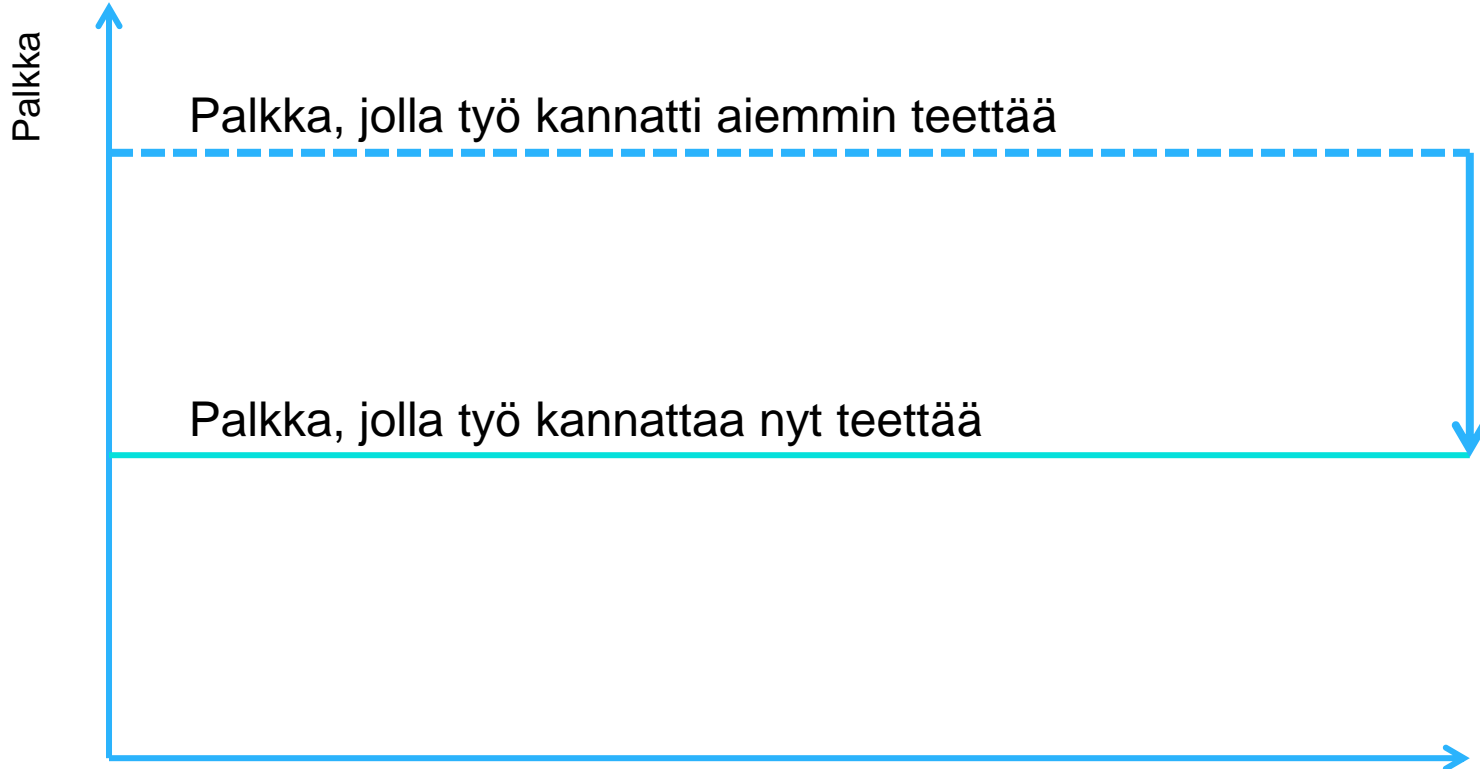 Palkka
Palkka, jolla työ kannatti aiemmin teettää
Palkka, jolla työ kannattaa nyt teettää